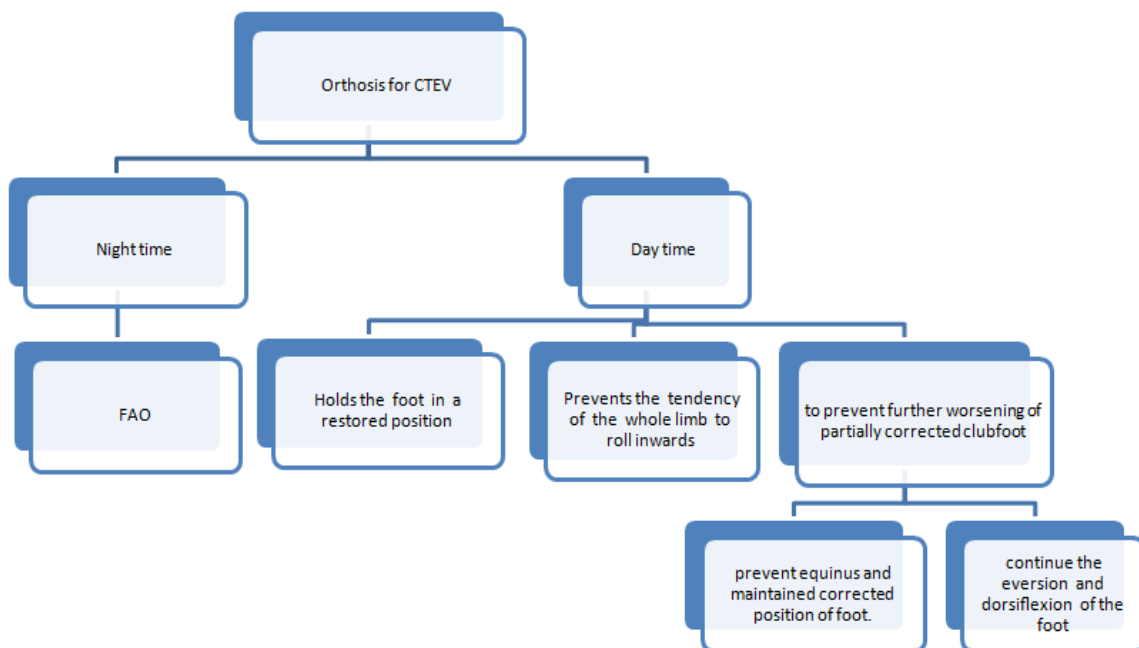 Orthosis for CTEV
Night time
Day time
FAO
Holds the foot in a
restored position
Prevents the tendency
of the whole limb to
roll inwards
to prevent further worsening of
partially corrected clubfoot
prevent equinus and
maintained corrected
position of foot.
continue the
eversion and
dorsiflexion of the
foot